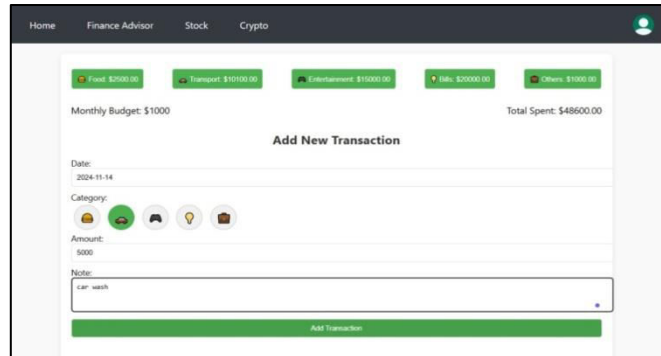 Home Finance Advisor Stock Crypto
Food: $2500.00 Transport: $10100.00 Entertainment: $15000.00 Bills: $20000.00 Others: $1000.00
Monthly Budget: $1000 Total Spent: $48600.00
Add New Transaction
Date:
2024-11-14
Category:
Amount:
5000
Note:
car wash
Add Transaction